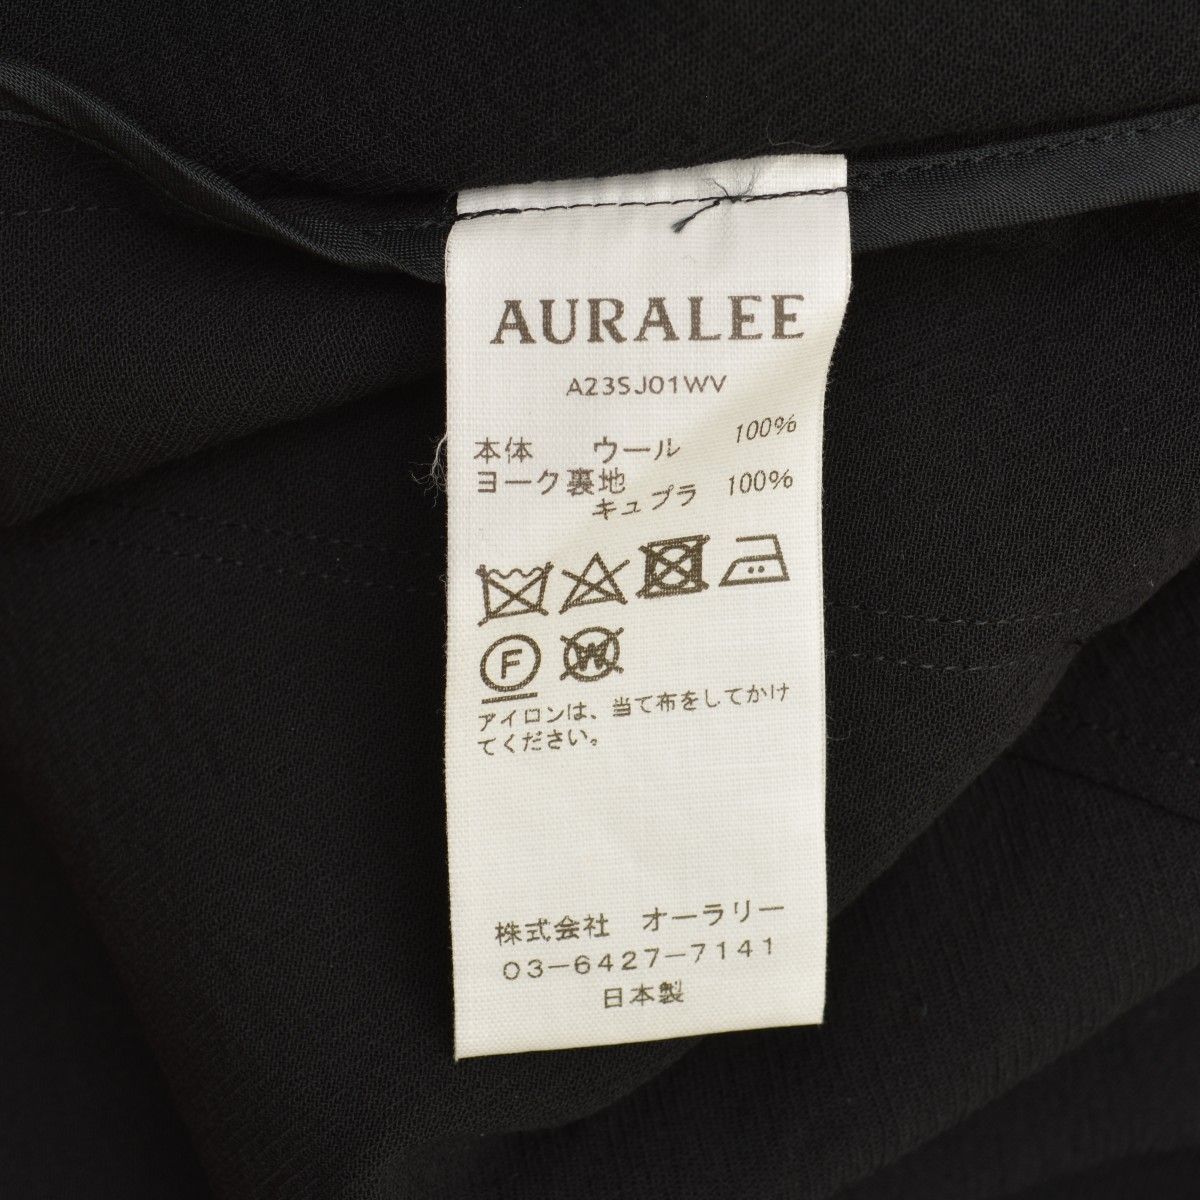 AURALEE
A23SJ01WV
本体 ウール 100%
ヨーク裏地
キュプラ 100%
F
W
アイロンは、当て布をしてかけ
てください。
株式会社 オーラリー
03-6427-7141
日本製